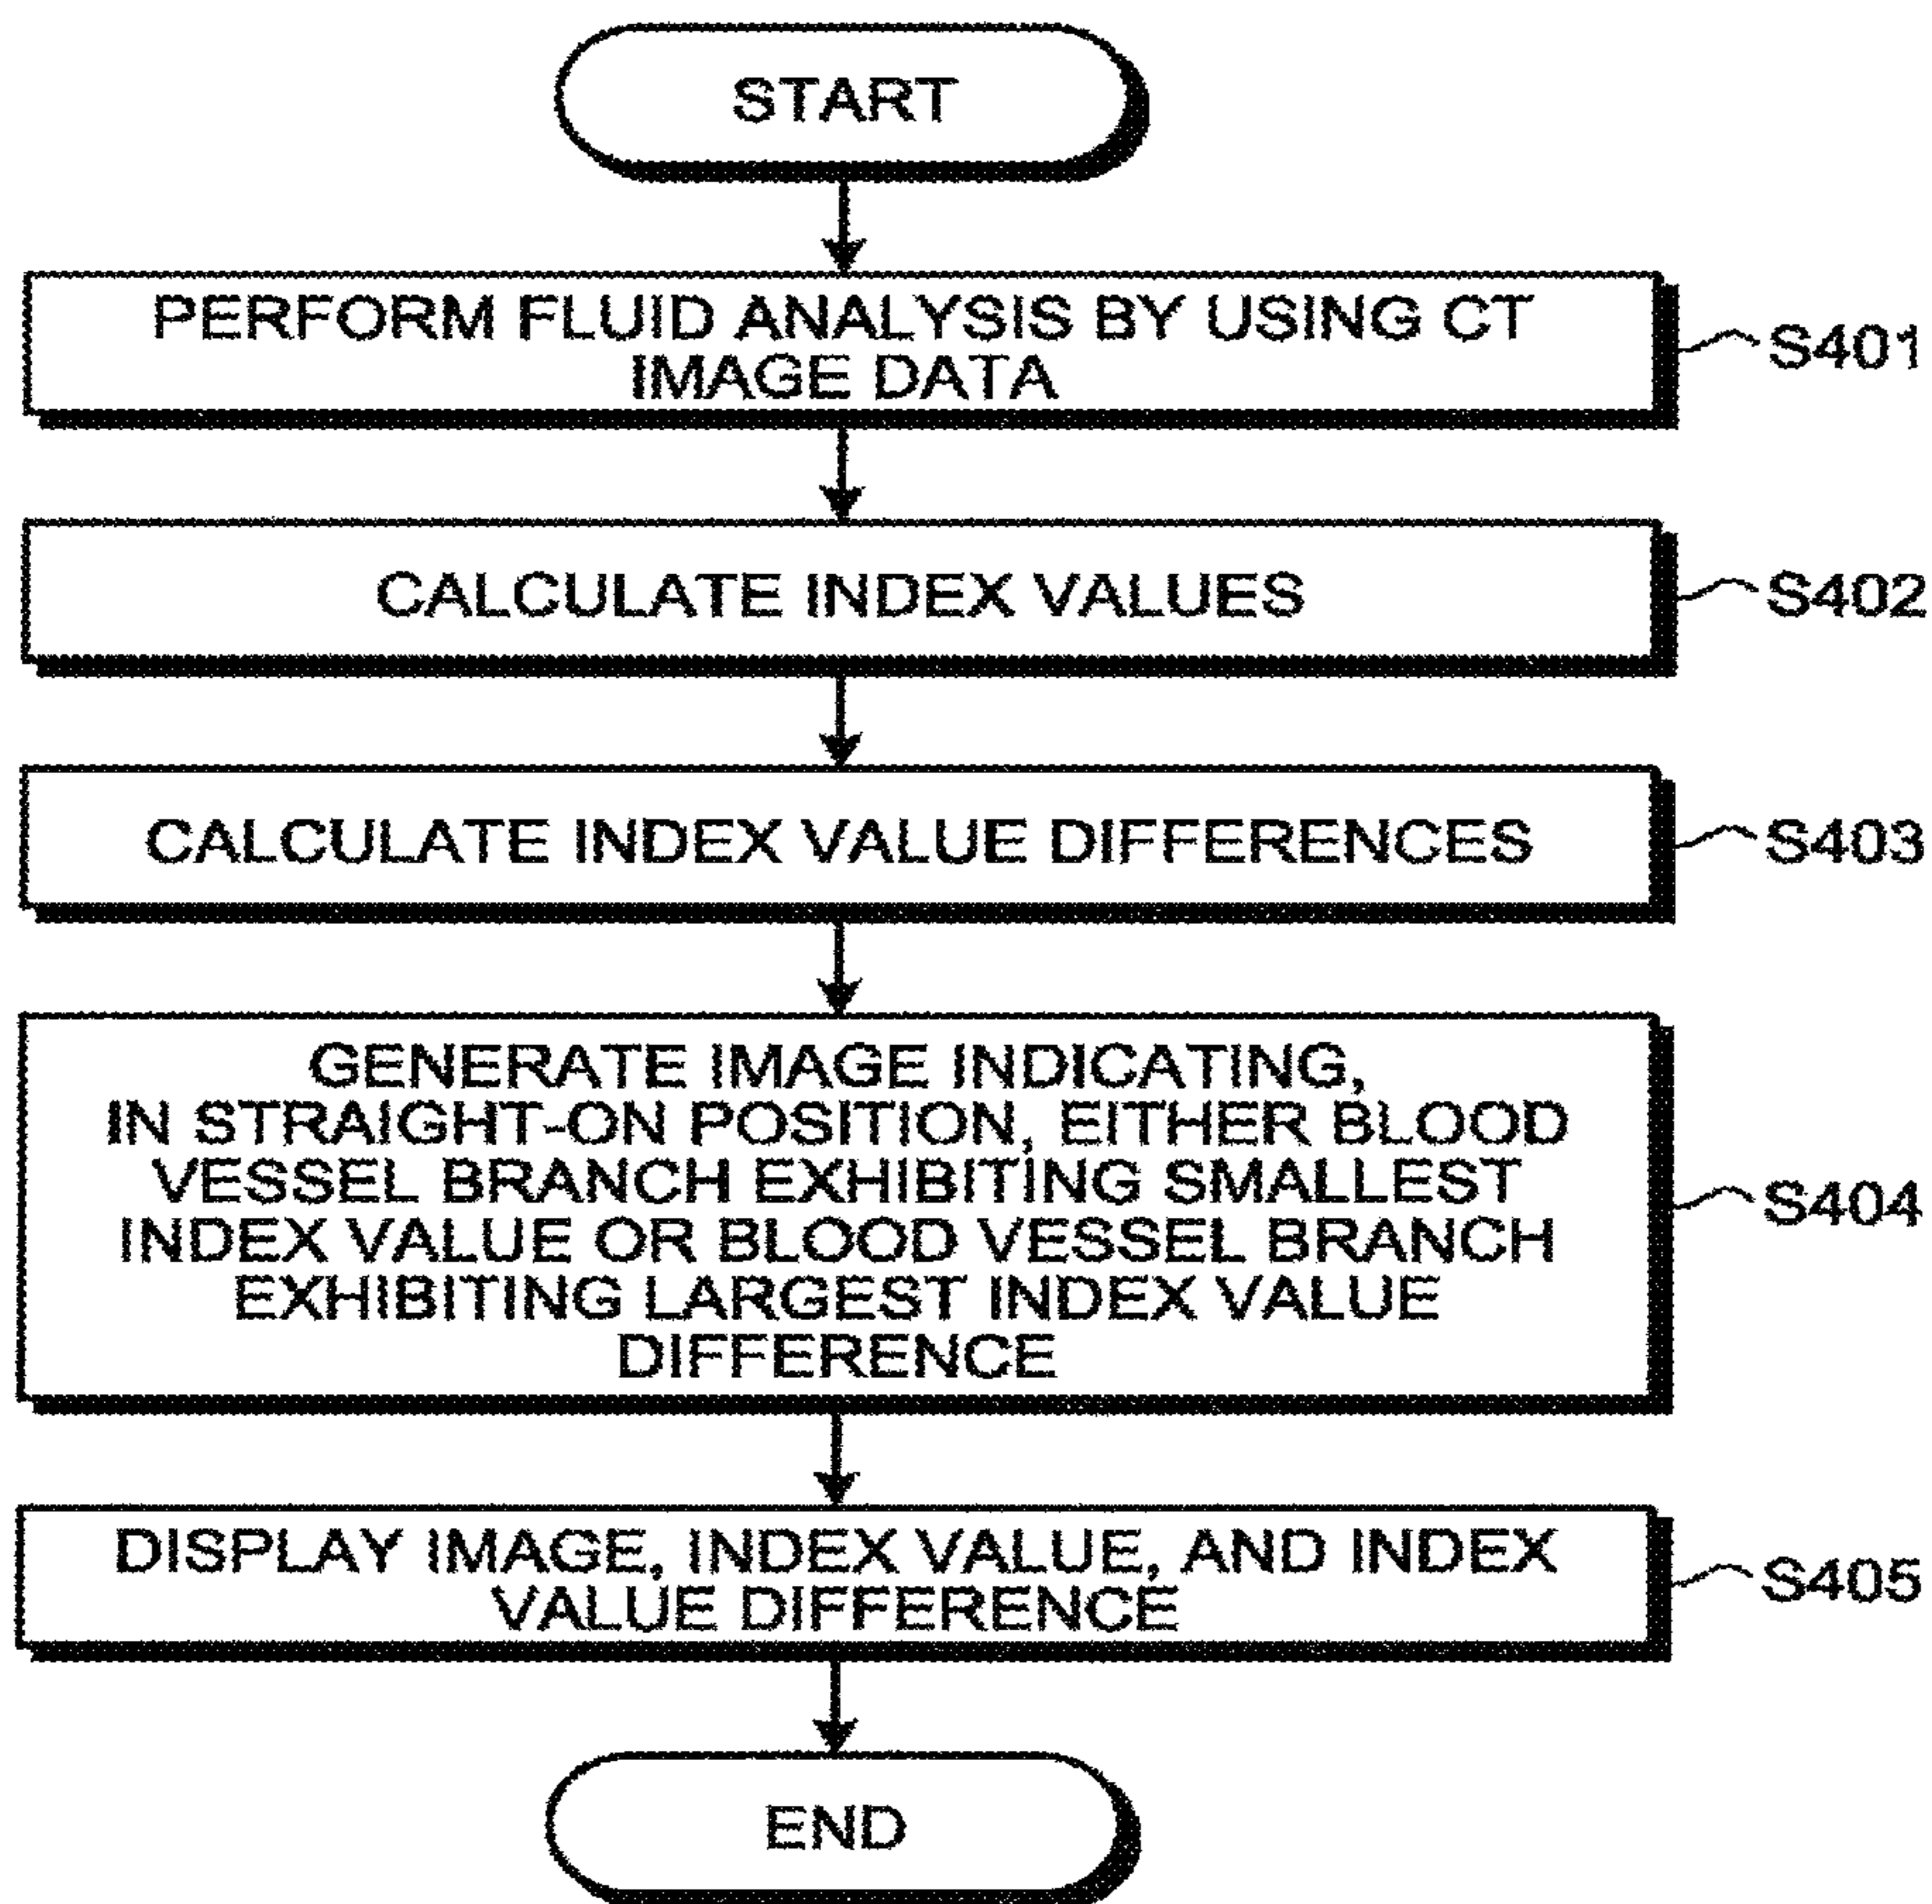 START
PERFORM FLUID ANALYSIS BY USING CT
IMAGE DATA
S401
CALCULATE INDEX VALUES
S402
CALCULATE INDEX VALUE DIFFERENCES
S403
GENERATE IMAGE INDICATING,
IN STRAIGHT-ON POSITION, EITHER BLOOD
VESSEL BRANCH EXHIBITING SMALLEST
INDEX VALUE OR BLOOD VESSEL BRANCH
EXHIBITING LARGEST INDEX VALUE
DIFFERENCE
S404
DISPLAY IMAGE, INDEX VALUE, AND INDEX
VALUE DIFFERENCE
S405
END